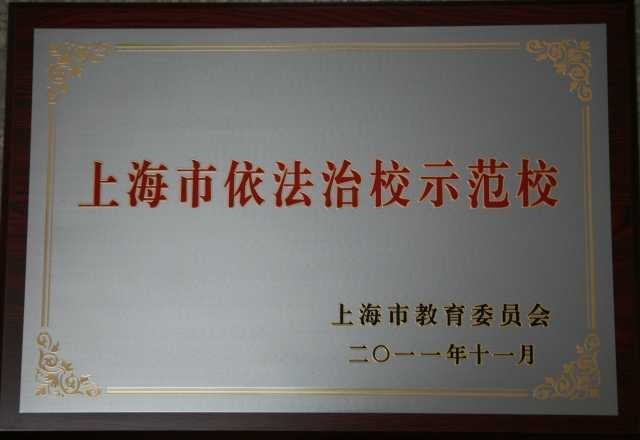 上海市依法治校示范校
上海市教育委员会
二〇一一年十一月